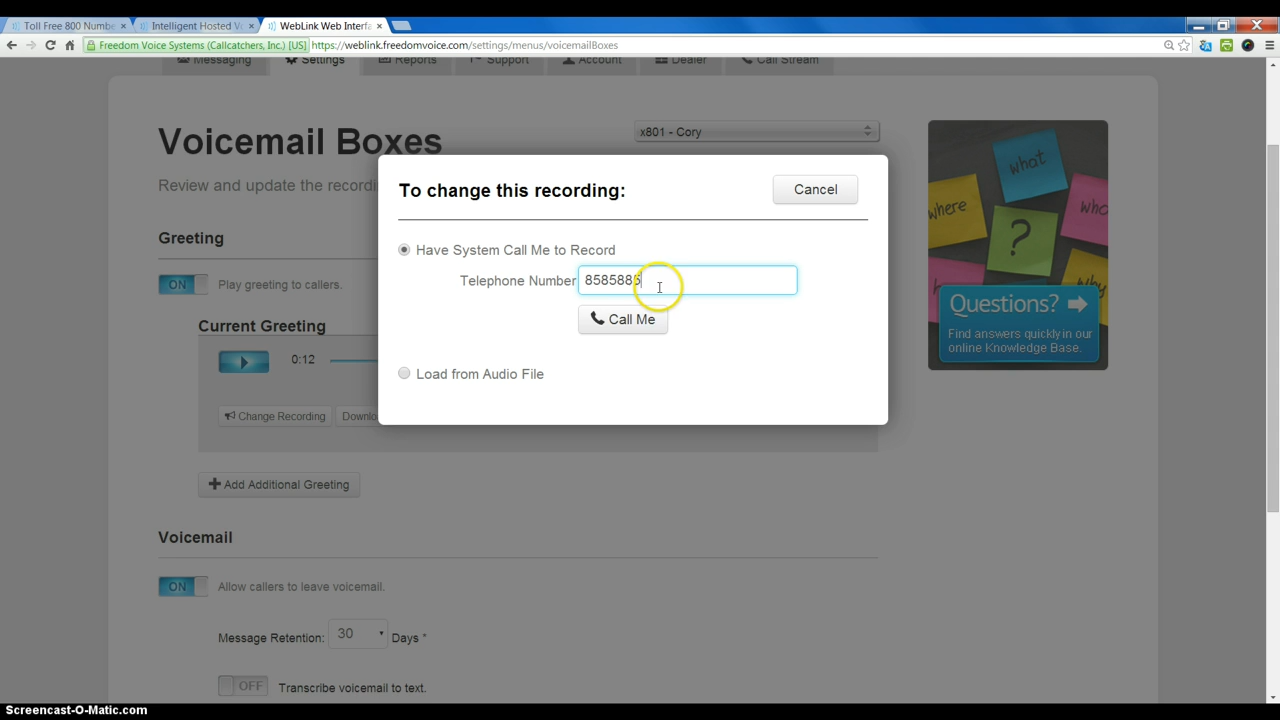 Toll Free 800 Numbe ×
Intelligent Hosted Vo ×
WebLink Web Interfa ×
Freedom Voice Systems (Callcatchers, Inc.) [US] https://weblink.freedomvoice.com/settings/menus/voicemailBoxes
Messaging Settings Reports Support Account Dealer Call Stream
Voicemail Boxes
x801 - Cory
Review and update the recordi
To change this recording:
Cancel
Greeting
Have System Call Me to Record
ON Play greeting to callers.
Telephone Number 8585885
Call Me
Current Greeting
0:12
Load from Audio File
Change Recording Downlo
Add Additional Greeting
Voicemail
ON Allow callers to leave voicemail.
Message Retention: 30 Days *
OFF Transcribe voicemail to text.
what
where
who
?
why
Questions?
Find answers quickly in our
online Knowledge Base.
Screencast-O-Matic.com